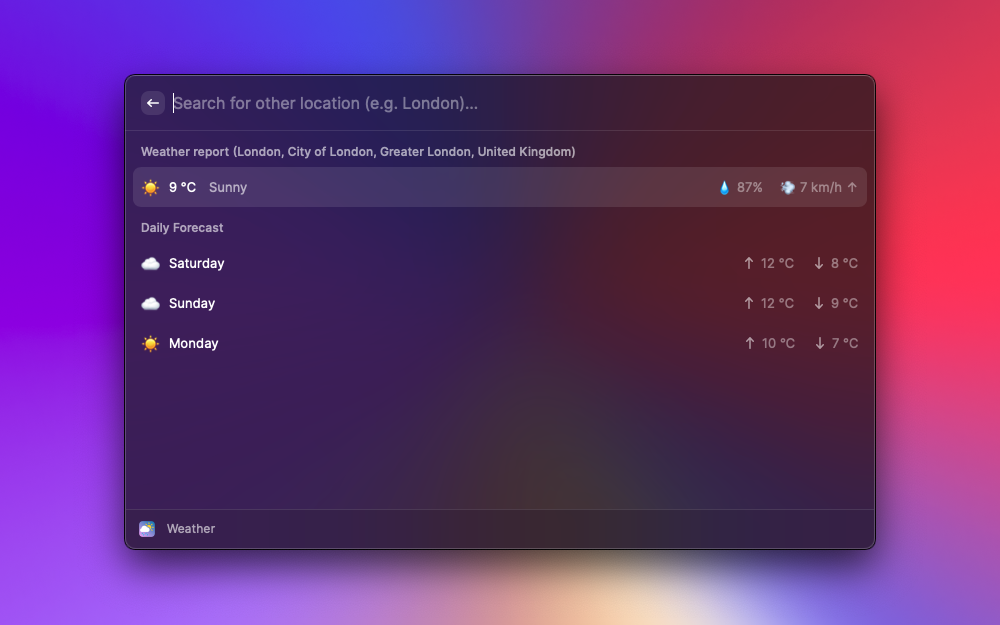 Search for other location (e.g. London)...
Weather report (London, City of London, Greater London, United Kingdom)
9 °C Sunny 87% 7 km/h ↑
Daily Forecast
Saturday ↑ 12 °C ↓ 8 °C
Sunday ↑ 12 °C ↓ 9 °C
Monday ↑ 10 °C ↓ 7 °C
Weather